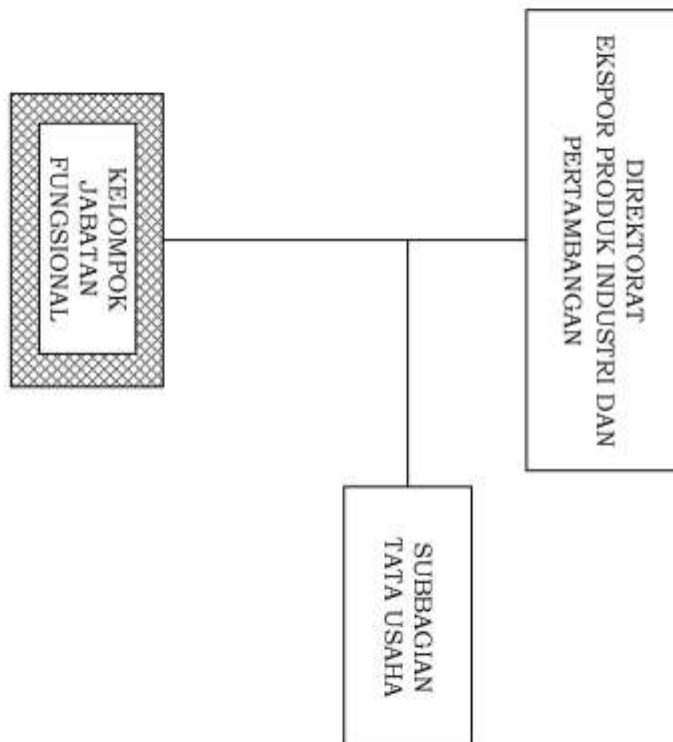 DIREKTORAT
EKSPOR PRODUK INDUSTRI DAN
PERTAMBANGAN
SUBBAGIAN
TATA USAHA
KELOMPOK
JABATAN
FUNGSIONAL